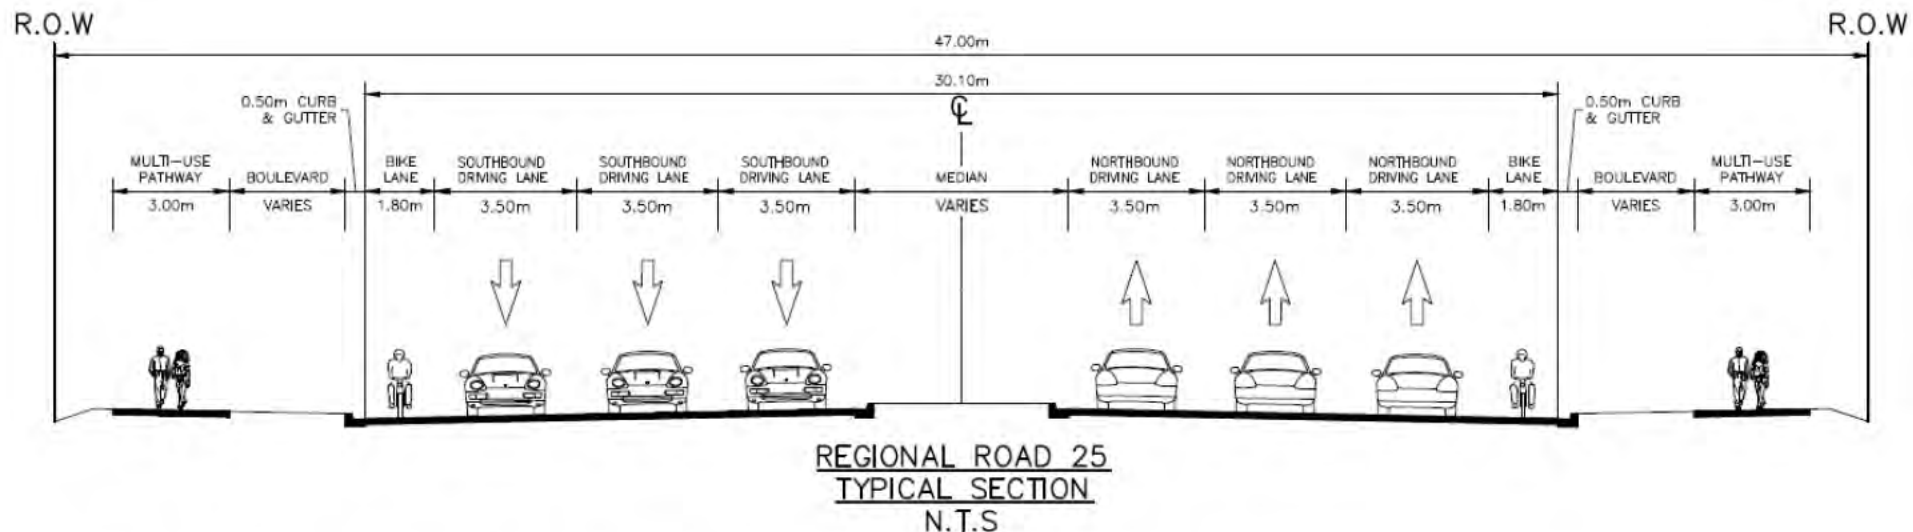 R.O.W
R.O.W
47.00m
30.10m
0.50m CURB
& GUTTER
CL
0.50m CURB
& GUTTER
MULTI-USE
PATHWAY
3.00m
BOULEVARD
VARIES
BIKE
LANE
1.80m
SOUTHBOUND
DRIVING LANE
3.50m
SOUTHBOUND
DRIVING LANE
3.50m
SOUTHBOUND
DRIVING LANE
3.50m
MEDIAN
VARIES
NORTHBOUND
DRIVING LANE
3.50m
NORTHBOUND
DRIVING LANE
3.50m
NORTHBOUND
DRIVING LANE
3.50m
BIKE
LANE
1.80m
BOULEVARD
VARIES
MULTI-USE
PATHWAY
3.00m
REGIONAL ROAD 25
TYPICAL SECTION
N.T.S